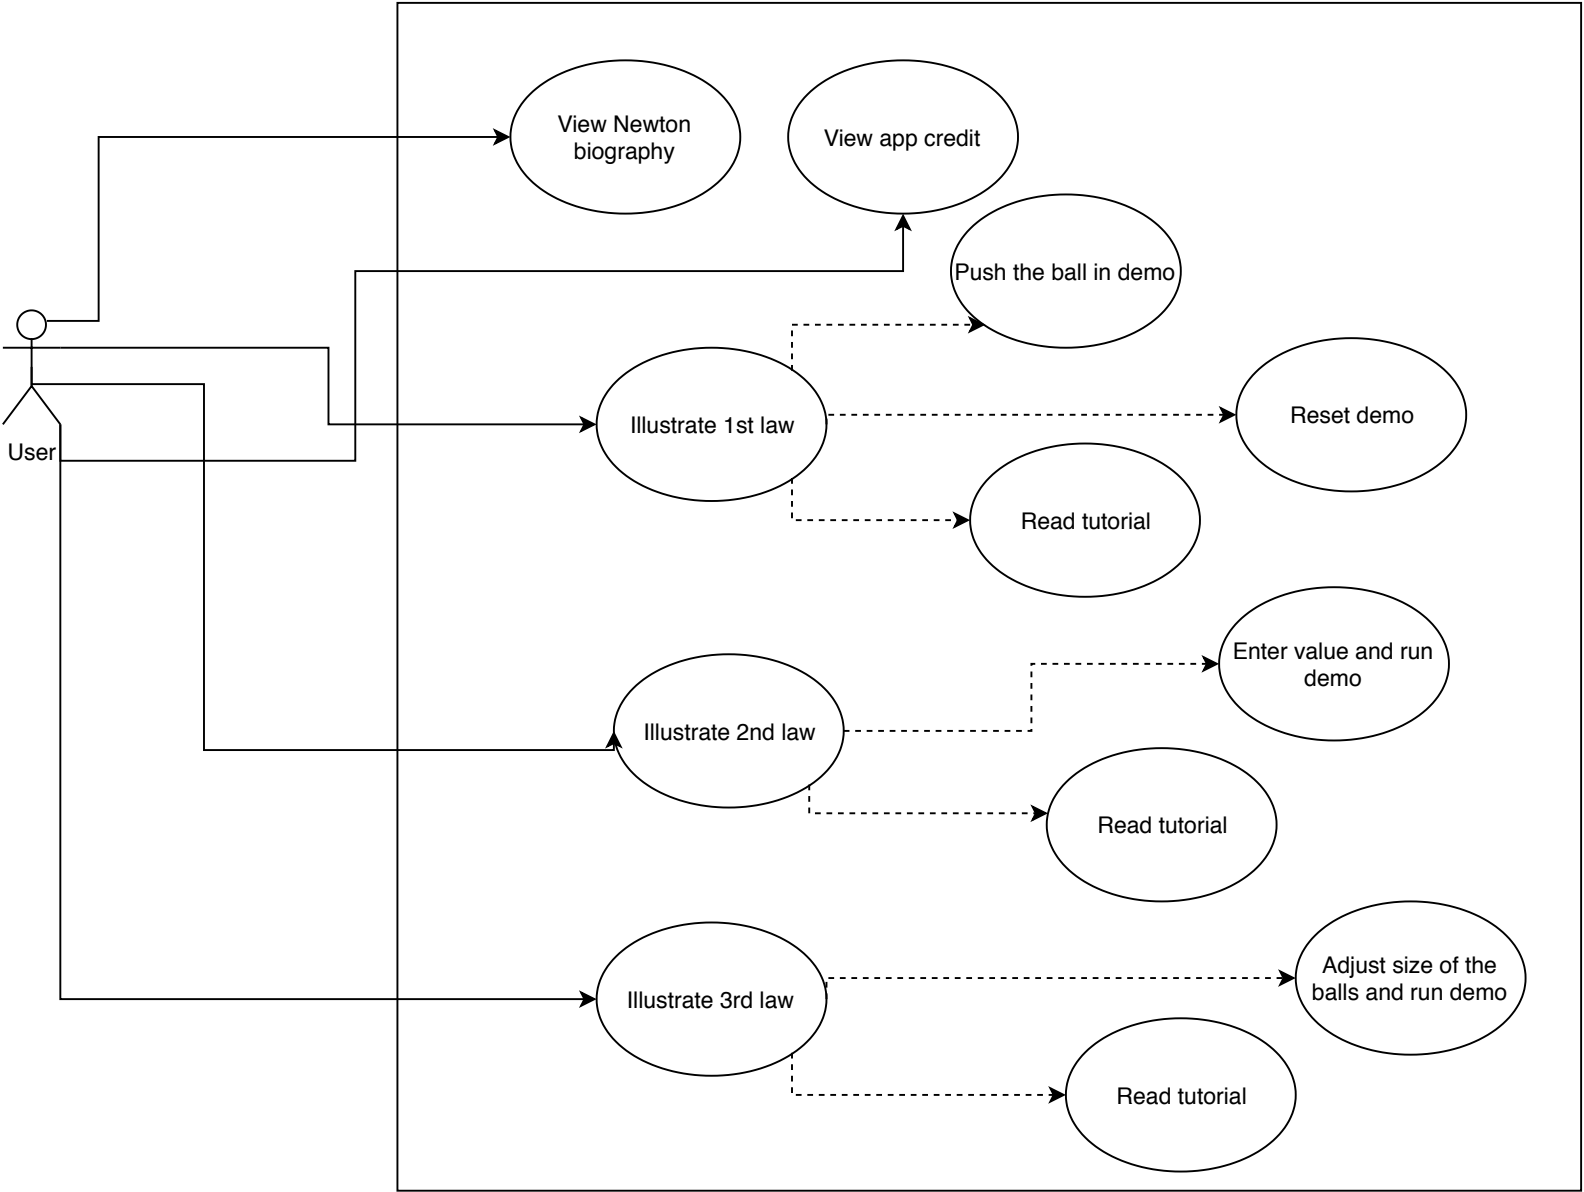 View Newton
biography
View app credit
Push the ball in demo
Reset demo
Illustrate 1st law
User
Read tutorial
Enter value and run
demo
Illustrate 2nd law
Read tutorial
Adjust size of the
balls and run demo
Illustrate 3rd law
Read tutorial